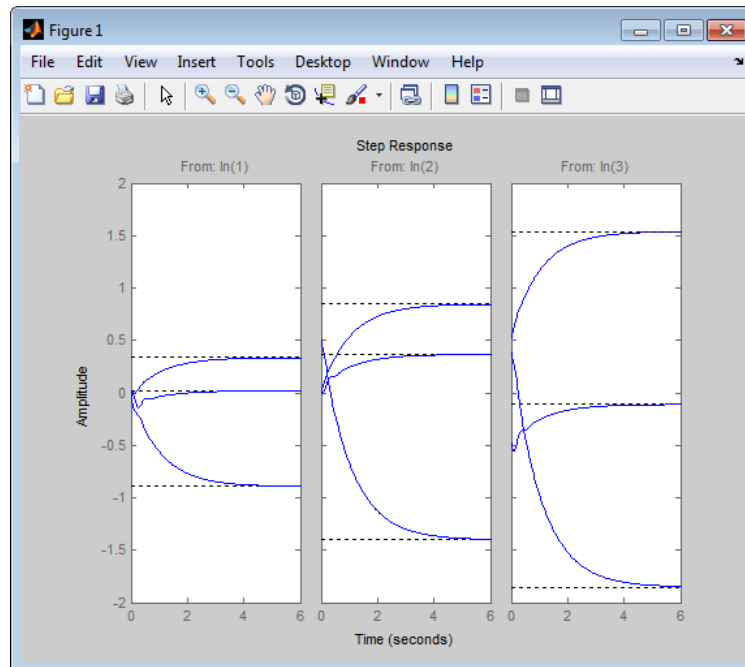 Figure 1
File Edit View Insert Tools Desktop Window Help
Step Response
From: In(1) From: In(2) From: In(3)
2
1.5
1
0.5
0
-0.5
-1
-1.5
-2
Amplitude
0 2 4 6 0 2 4 6 0 2 4 6
Time (seconds)